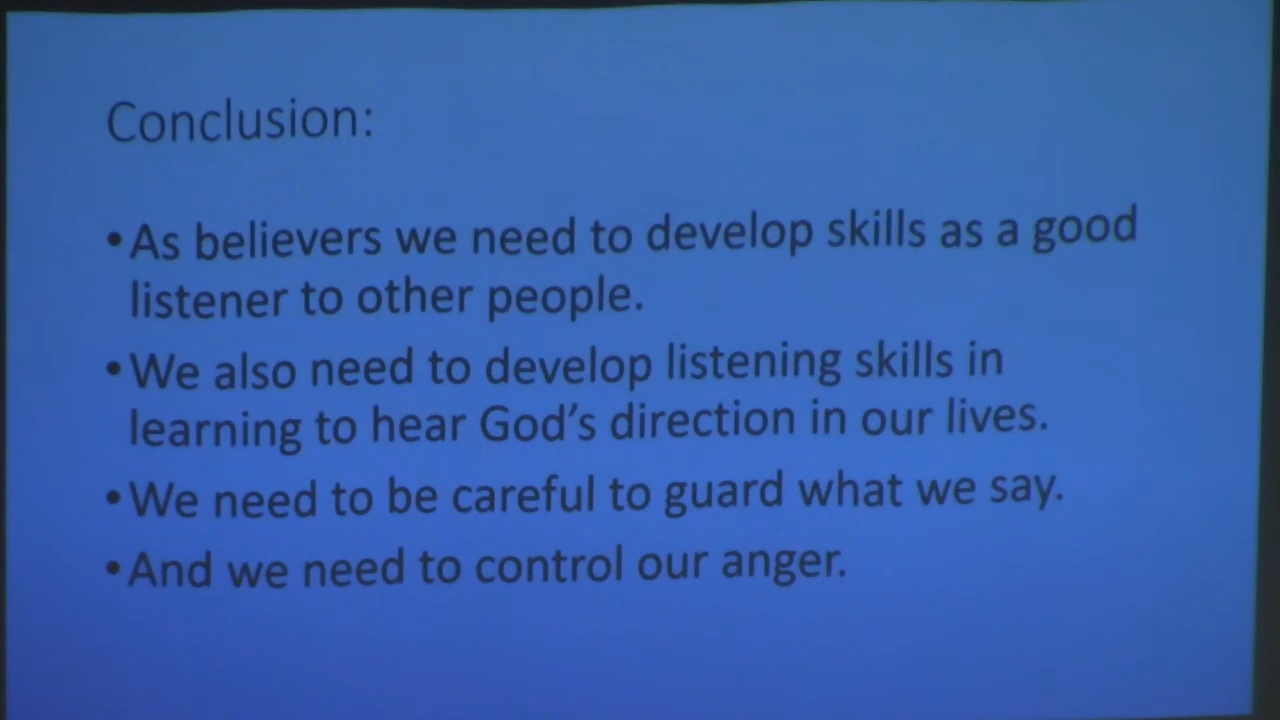 Conclusion:
•As believers we need to develop skills as a good
listener to other people.
•We also need to develop listening skills in
learning to hear God’s direction in our lives.
•We need to be careful to guard what we say.
•And we need to control our anger.